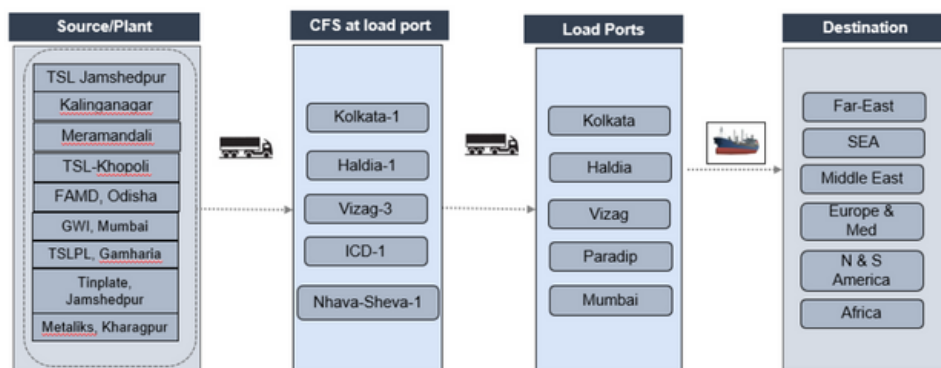 Source/Plant
TSL Jamshedpur
Kalinganagar
Meramandali
TSL-Khopoli
FAMD, Odisha
GWI, Mumbai
TSLPL, Gamharia
Tinplate,
Jamshedpur
Metaliks, Kharagpur
CFS at load port
Kolkata-1
Haldia-1
Vizag-3
ICD-1
Nhava-Sheva-1
Load Ports
Kolkata
Haldia
Vizag
Paradip
Mumbai
Destination
Far-East
SEA
Middle East
Europe &
Med
N & S
America
Africa